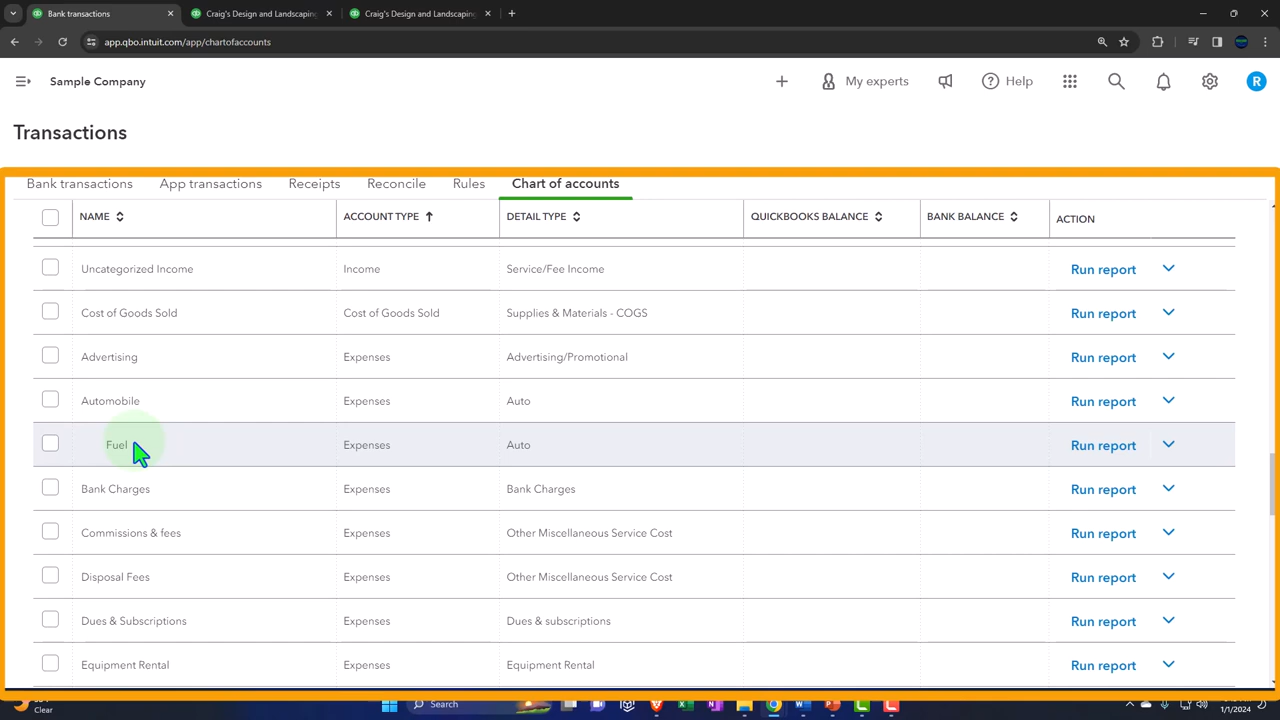 Bank transactions
Craig's Design and Landscaping
Craig's Design and Landscaping
app.qbo.intuit.com/app/chartofaccounts
Sample Company
My experts
Help
R
Transactions
Bank transactions App transactions Receipts Reconcile Rules Chart of accounts
NAME ACCOUNT TYPE DETAIL TYPE QUICKBOOKS BALANCE BANK BALANCE ACTION
Uncategorized Income Income Service/Fee Income Run report
Cost of Goods Sold Cost of Goods Sold Supplies & Materials - COGS Run report
Advertising Expenses Advertising/Promotional Run report
Automobile Expenses Auto Run report
Fuel Expenses Auto Run report
Bank Charges Expenses Bank Charges Run report
Commissions & fees Expenses Other Miscellaneous Service Cost Run report
Disposal Fees Expenses Other Miscellaneous Service Cost Run report
Dues & Subscriptions Expenses Dues & subscriptions Run report
Equipment Rental Expenses Equipment Rental Run report
Clear
Search
1/1/2024